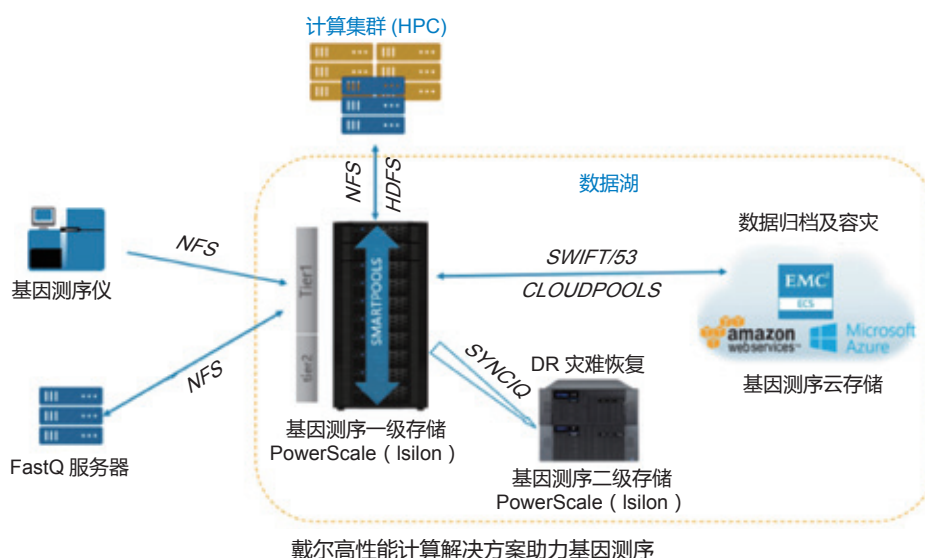 计算集群 (HPC)
NFS
HDFS
数据湖
数据归档及容灾
NFS
Tier1
SMARTPOOLS
SWIFT/53
CLOUDPOOLS
EMC²
ECS
amazon
webservices™
Microsoft
Azure
基因测序仪
tier2
NFS
SYNCIQ
DR 灾难恢复
基因测序云存储
基因测序一级存储
PowerScale（Isilon）
FastQ 服务器
基因测序二级存储
PowerScale（Isilon）
戴尔高性能计算解决方案助力基因测序